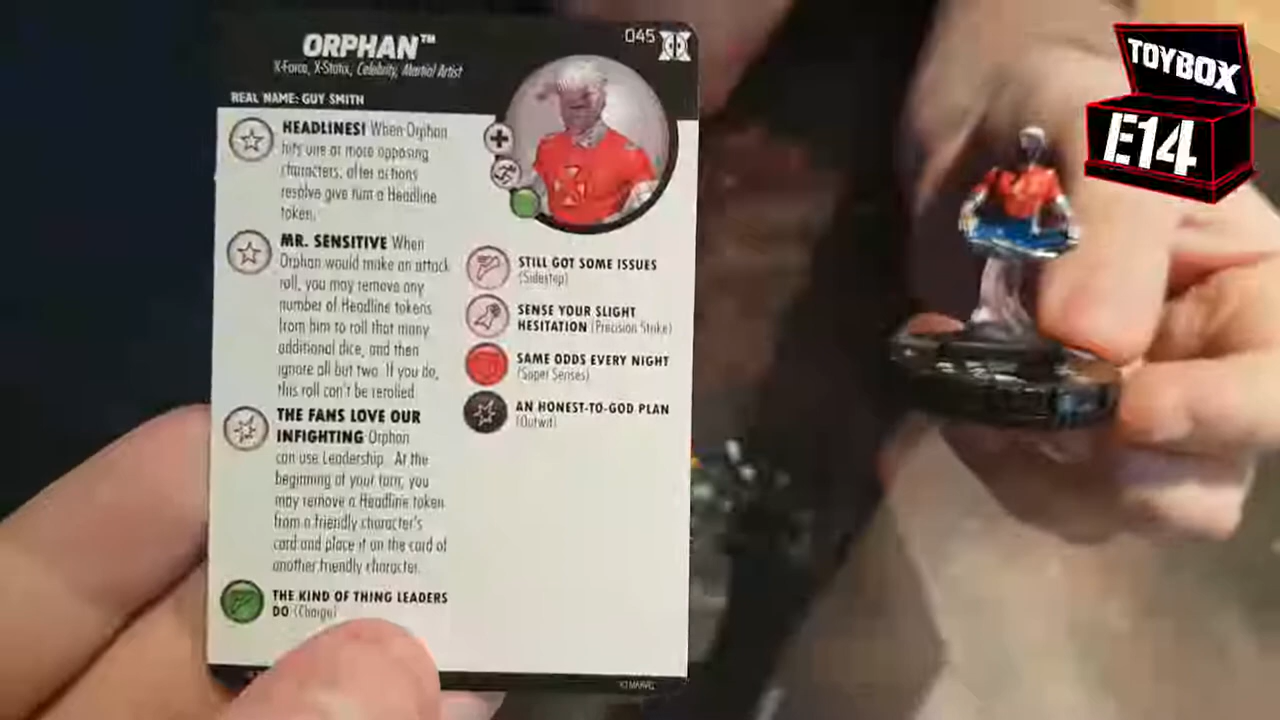 ORPHAN™
045
X-Force, X-Statix, Celebrity, Martial Artist
REAL NAME: GUY SMITH
HEADLINES! When Orphan
hits one or more opposing
characters, after actions
resolve give him a Headline
token.
MR. SENSITIVE When
Orphan would make an attack
roll, you may remove any
number of Headline tokens
from him to roll that many
additional dice, and then
ignore all but two. If you do,
this roll can't be rerolled.
THE FANS LOVE OUR
INFIGHTING Orphan
can use Leadership. At the
beginning of your turn, you
may remove a Headline token
from a friendly character's
card and place it on the card of
another friendly character.
THE KIND OF THING LEADERS
DO (Charge)
STILL GOT SOME ISSUES
(Sidestep)
SENSE YOUR SLIGHT
HESITATION (Precision Strike)
SAME ODDS EVERY NIGHT
(Super Senses)
AN HONEST-TO-GOD PLAN
(Outwit)
MARVEL
TOYBOX
E14